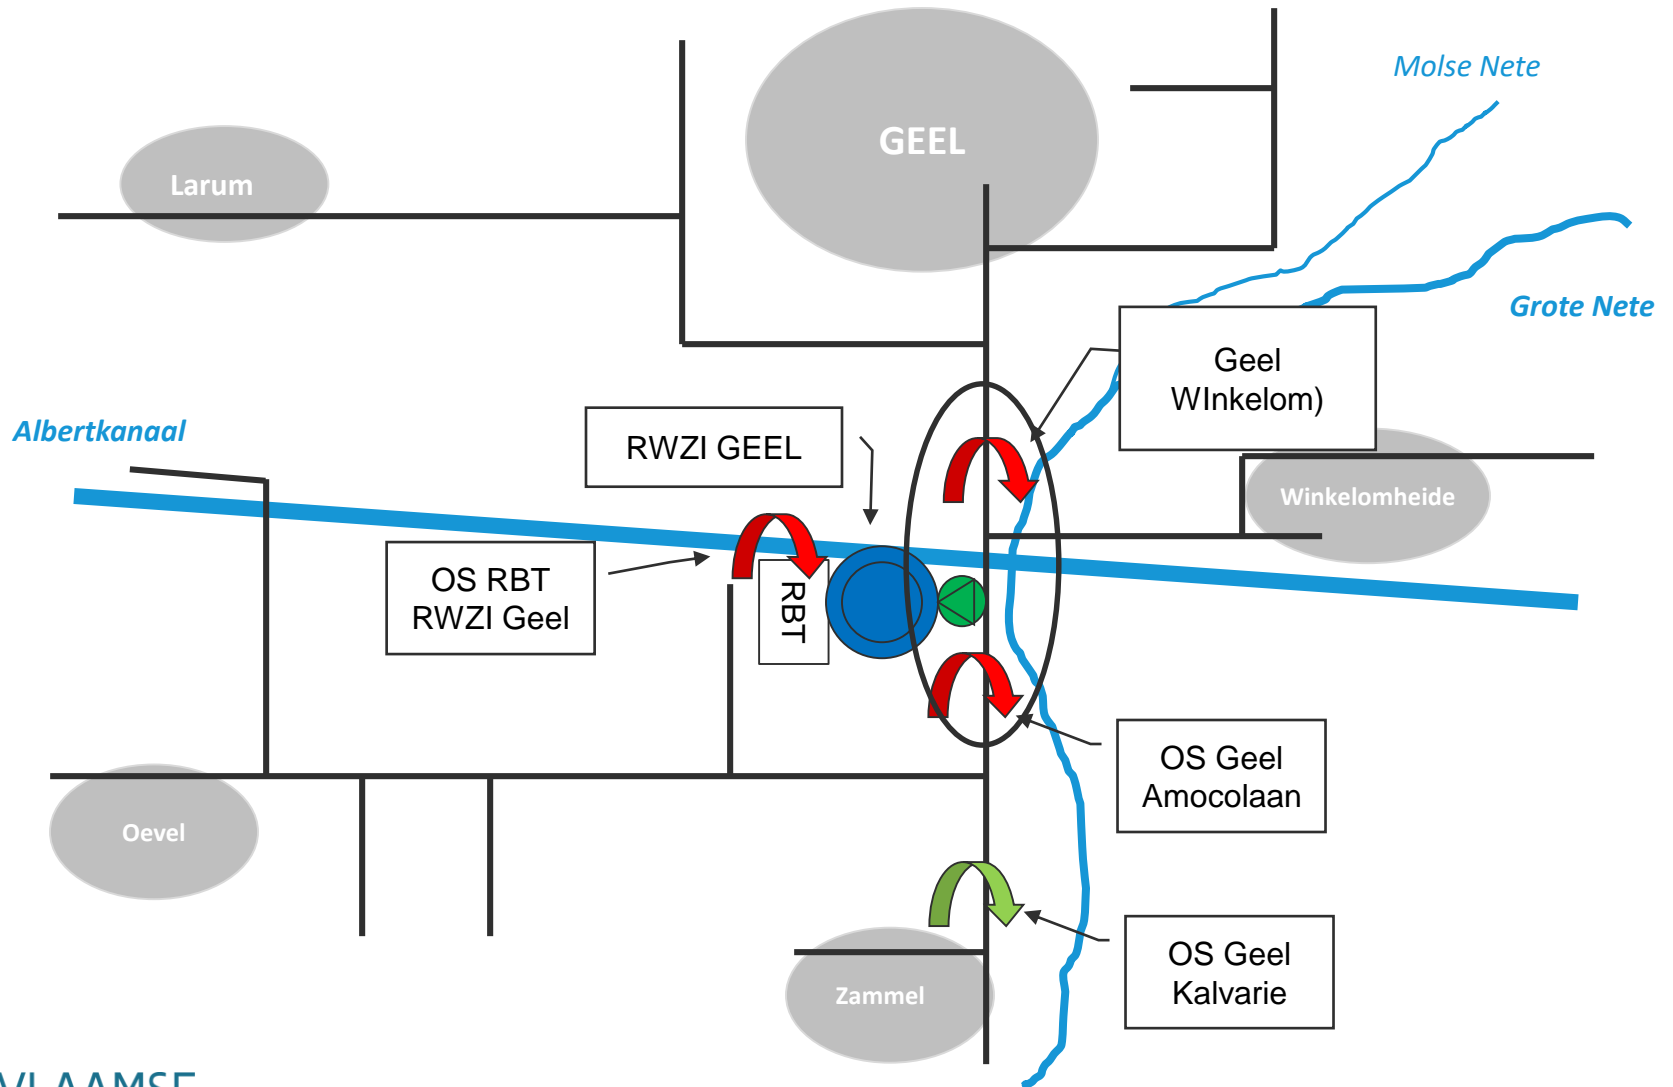 Molse Nete
GEEL
Larum
Grote Nete
Geel
WInkelom)
Albertkanaal
RWZI GEEL
Winkelomheide
OS RBT
RWZI Geel
RBT
OS Geel
Amocolaan
Oevel
OS Geel
Kalvarie
Zammel
VLAAMSE